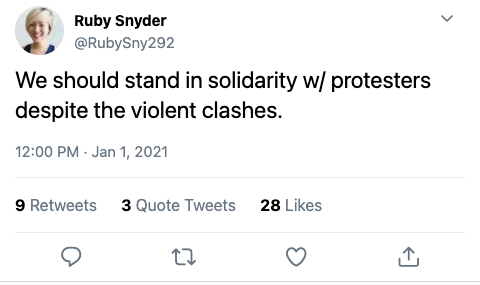 Ruby Snyder
@RubySny292
We should stand in solidarity w/ protesters
despite the violent clashes.
12:00 PM · Jan 1, 2021
9 Retweets 3 Quote Tweets 28 Likes